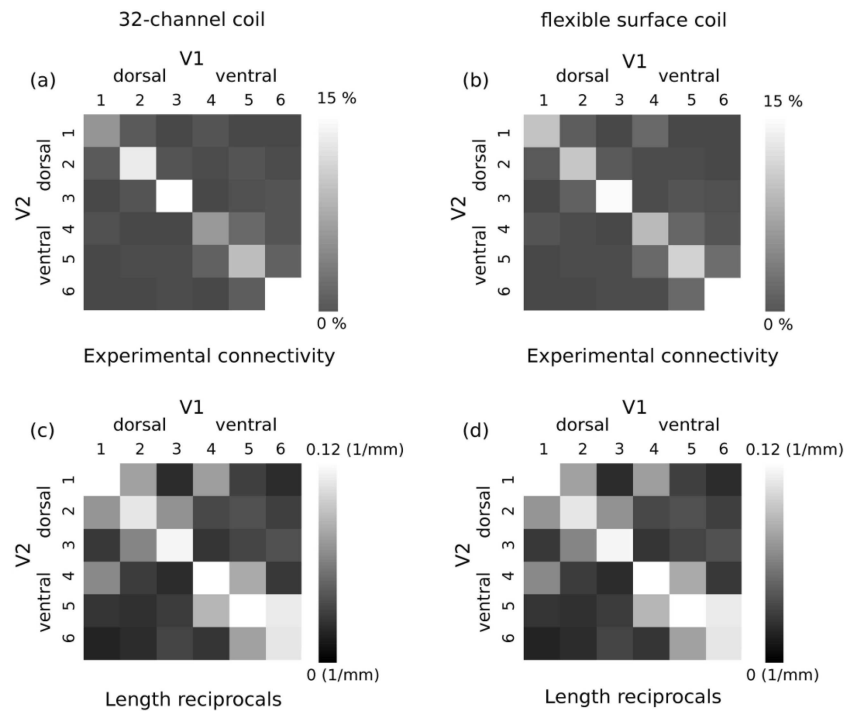 32-channel coil
flexible surface coil
(a)
V1
dorsal ventral
1 2 3 4 5 6
V2
dorsal
ventral
1
2
3
4
5
6
15 %
0 %
Experimental connectivity
(b)
V1
dorsal ventral
1 2 3 4 5 6
V2
dorsal
ventral
1
2
3
4
5
6
15 %
0 %
Experimental connectivity
(c)
V1
dorsal ventral
1 2 3 4 5 6
V2
dorsal
ventral
1
2
3
4
5
6
0.12 (1/mm)
0 (1/mm)
Length reciprocals
(d)
V1
dorsal ventral
1 2 3 4 5 6
V2
dorsal
ventral
1
2
3
4
5
6
0.12 (1/mm)
0 (1/mm)
Length reciprocals